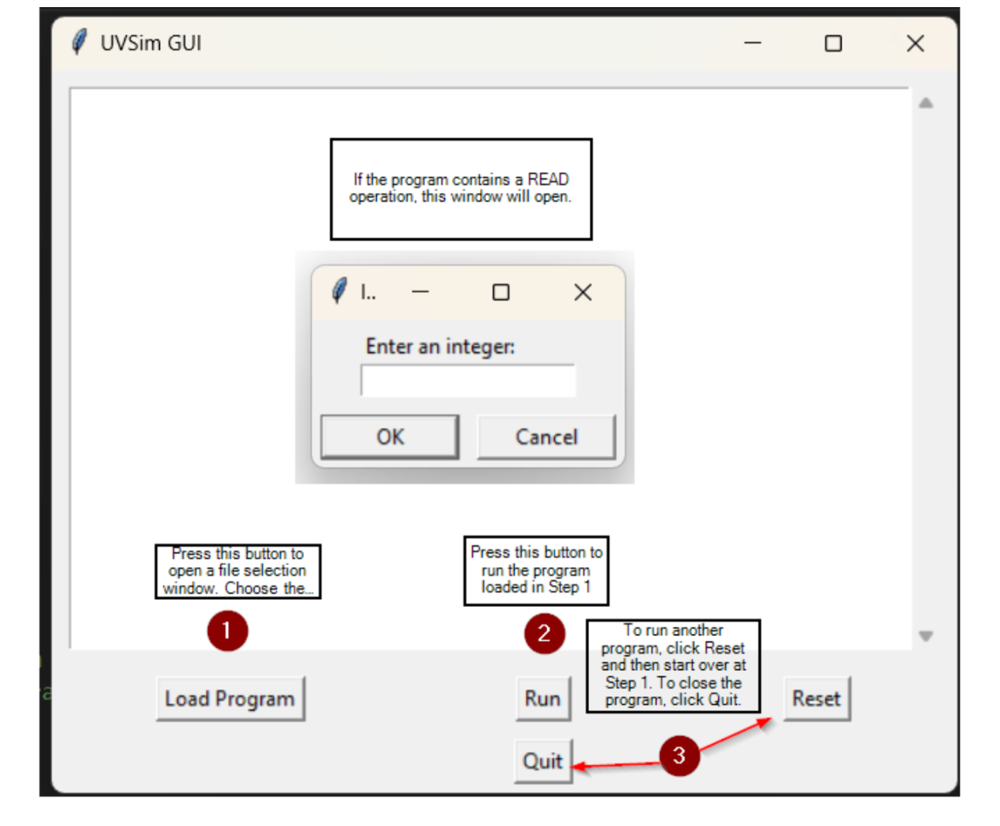 UVSim GUI
If the program contains a READ
operation, this window will open.
I..
Enter an integer:
OK
Cancel
Press this button to
open a file selection
window. Choose the...
1
Press this button to
run the program
loaded in Step 1
2
To run another
program, click Reset
and then start over at
Step 1. To close the
program, click Quit.
Load Program
Run
Reset
Quit
3